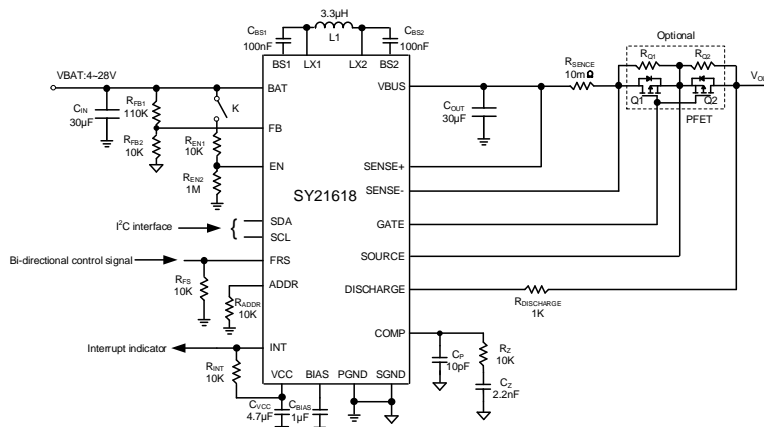 3.3μH
L1
CBS1
100nF
CBS2
100nF
BS1 LX1 LX2 BS2
VBAT:4~28V
BAT
CIN
30μF
RFB1
110K
K
FB
RFB2
10K
REN1
10K
EN
REN2
1M
SY21618
I2C interface
SDA
SCL
Bi-directional control signal
FRS
RFS
10K
ADDR
RADDR
10K
Interrupt indicator
INT
RINT
10K
VCC BIAS PGND SGND
CVCC
4.7μF
CBIAS
1μF
VBUS
COUT
30μF
RSENCE
10mΩ
Optional
RQ1 RQ2
Q1 Q2
PFET
SENSE+
SENSE-
GATE
SOURCE
DISCHARGE
RDISCHARGE
1K
COMP
CP
10pF
RZ
10K
CZ
2.2nF